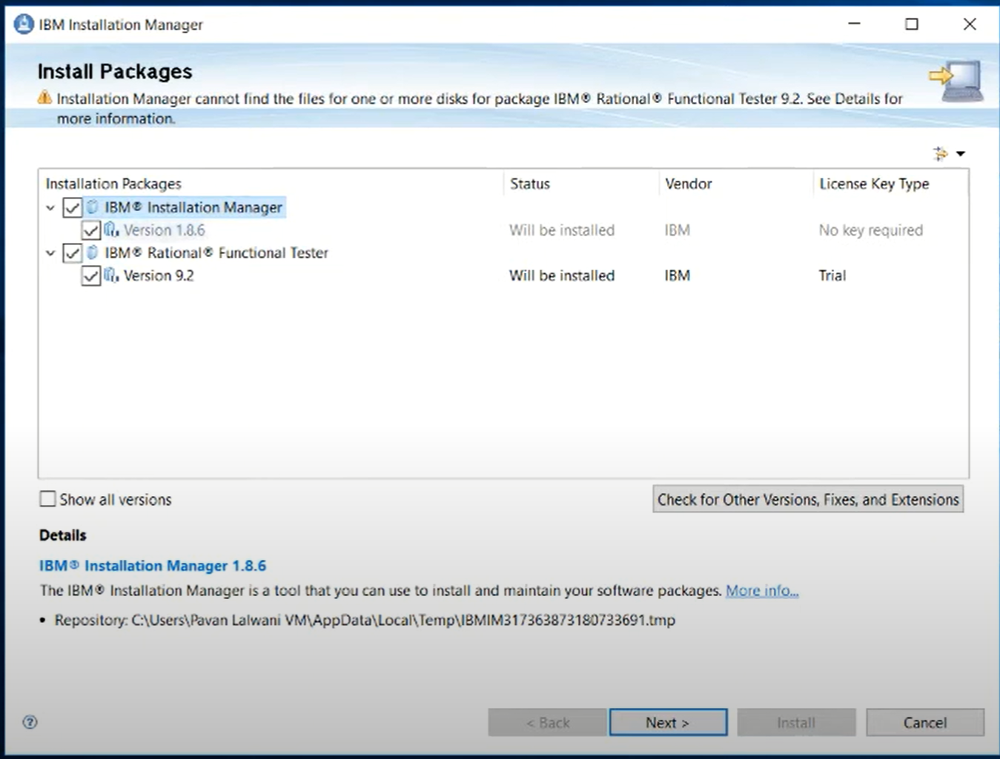 IBM Installation Manager
Install Packages
Installation Manager cannot find the files for one or more disks for package IBM® Rational® Functional Tester 9.2. See Details for
more information.
Installation Packages Status Vendor License Key Type
IBM® Installation Manager
Version 1.8.6 Will be installed IBM No key required
IBM® Rational® Functional Tester
Version 9.2 Will be installed IBM Trial
Show all versions Check for Other Versions, Fixes, and Extensions
Details
IBM® Installation Manager 1.8.6
The IBM® Installation Manager is a tool that you can use to install and maintain your software packages. More info...
• Repository: C:\Users\Pavan Lalwani VM\AppData\Local\Temp\IBMIM317363873180733691.tmp
? < Back Next > Install Cancel